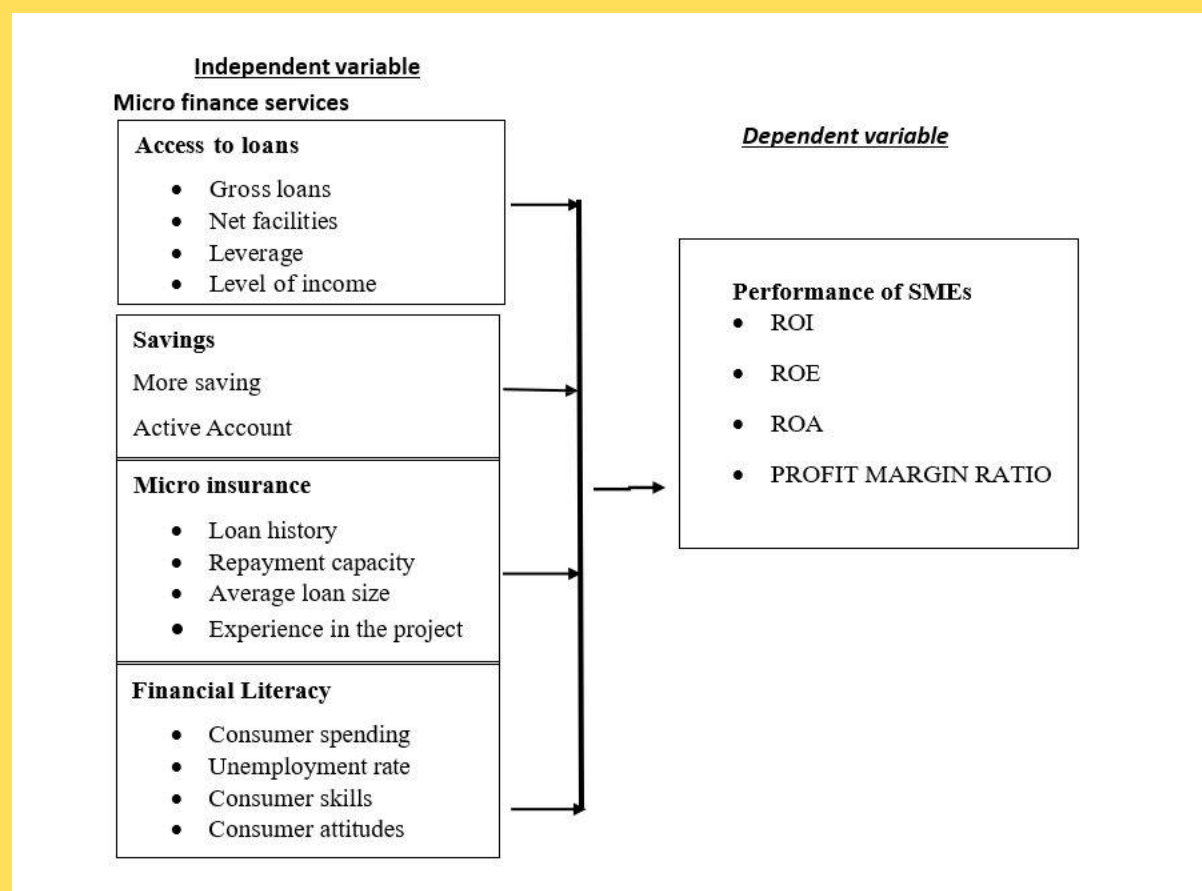 Independent variable
Micro finance services
Access to loans
• Gross loans
• Net facilities
• Leverage
• Level of income
Savings
More saving
Active Account
Micro insurance
• Loan history
• Repayment capacity
• Average loan size
• Experience in the project
Financial Literacy
• Consumer spending
• Unemployment rate
• Consumer skills
• Consumer attitudes
Dependent variable
Performance of SMEs
• ROI
• ROE
• ROA
• PROFIT MARGIN RATIO